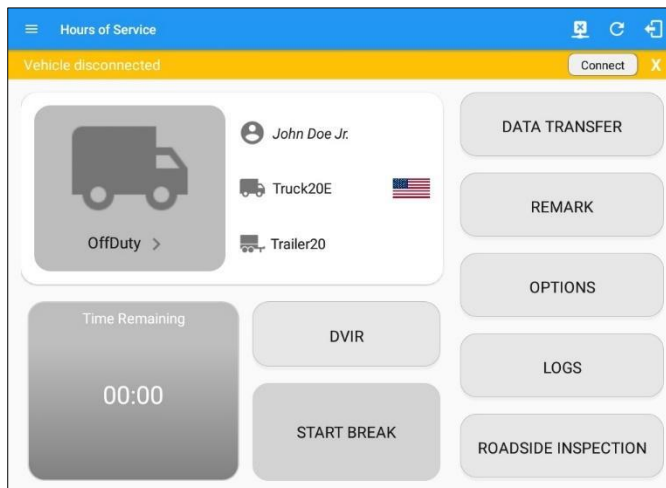 Hours of Service
Vehicle disconnected
Connect X
John Doe Jr.
Truck20E
Trailer20
OffDuty >
DATA TRANSFER
REMARK
OPTIONS
LOGS
ROADSIDE INSPECTION
Time Remaining
00:00
DVIR
START BREAK